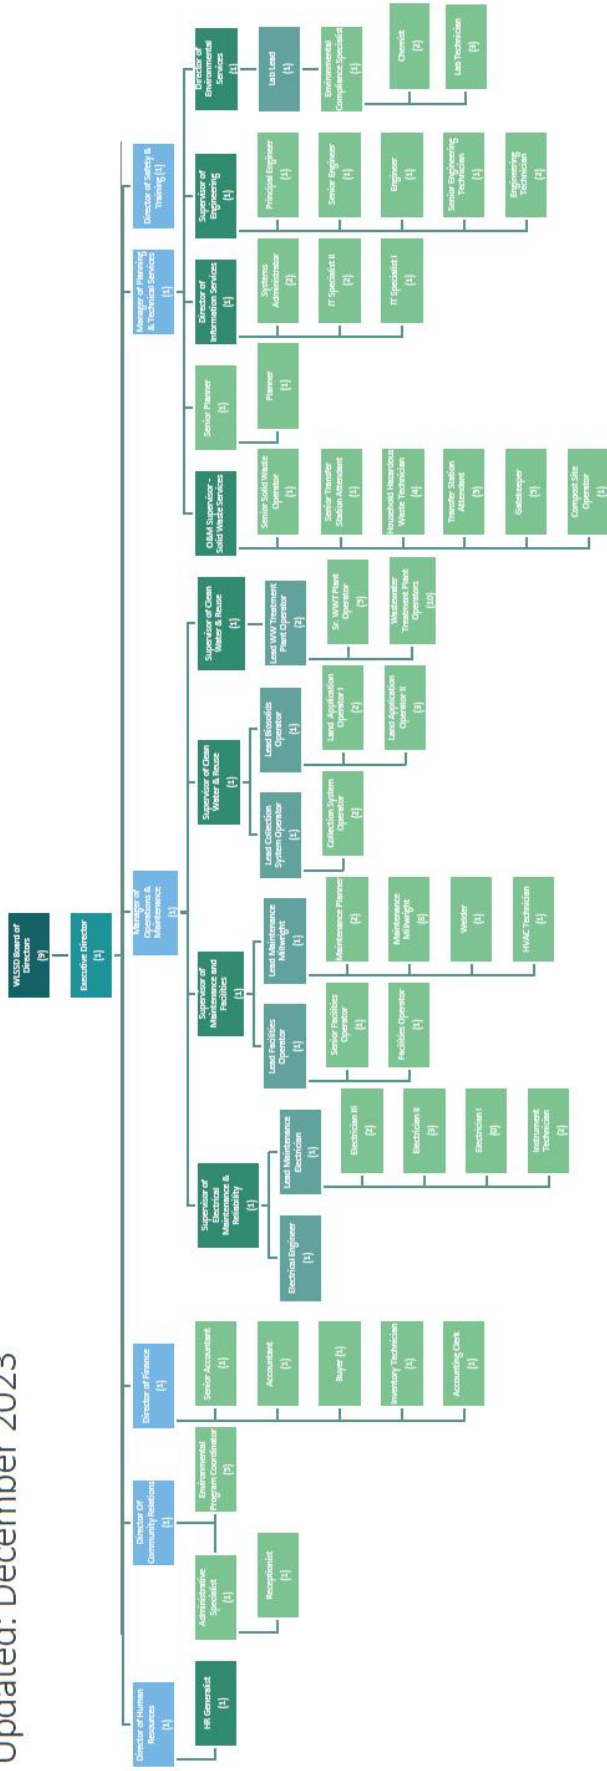 Updated: December 2023
WLSSD Board of
Directors
(9)
Executive Director
(1)
Director of Human
Resources
(1)
HR Generalist
(1)
Director Of
Community Relations
(1)
Administrative
Specialist
(1)
Receptionist
(1)
Environmental
Program Coordinator
(3)
Director of Finance
(1)
Senior Accountant
(1)
Accountant
(1)
Buyer (1)
Inventory Technician
(1)
Accounting Clerk
(1)
Manager of
Operations &
Maintenance
(1)
Supervisor of
Electrical
Maintenance &
Reliability
(1)
Electrical Engineer
(1)
Lead Maintenance
Electrician
(1)
Electrician III
(2)
Electrician II
(3)
Electrician I
(0)
Instrument
Technician
(2)
Supervisor of
Maintenance and
Facilities
(1)
Lead Facilities
Operator
(1)
Senior Facilities
Operator
(1)
Facilities Operator
(1)
Lead Maintenance
Millwright
(1)
Maintenance Planner
(2)
Maintenance
Millwright
(8)
Welder
(1)
HVAC Technician
(1)
Supervisor of Clean
Water & Reuse
(1)
Lead Collection
System Operator
(1)
Collection System
Operator
(2)
Lead Biosolids
Operator
(1)
Land Application
Operator I
(2)
Land Application
Operator II
(3)
Supervisor of Clean
Water & Reuse
(1)
Lead WW Treatment
Plant Operator
(2)
Sr. WWT Plant
Operator
(5)
Wastewater
Treatment Plant
Operators
(10)
Manager of Planning
& Technical Services
(1)
O&M Supervisor -
Solid Waste Services
Senior Solid Waste
Operator
(1)
Senior Transfer
Station Attendant
(1)
Household Hazardous
Waste Technician
(4)
Transfer Station
Attendant
(5)
Gatekeeper
(5)
Compost Site
Operator
(1)
Senior Planner
(1)
Planner
(1)
Director of
Information Services
(1)
Systems
Administrator
(2)
IT Specialist II
(2)
IT Specialist I
(1)
Supervisor of
Engineering
(1)
Principal Engineer
(1)
Senior Engineer
(1)
Engineer
(1)
Senior Engineering
Technician
(1)
Engineering
Technician
(2)
Director of
Environmental
Services
(1)
Lab Lead
(1)
Environmental
Compliance Specialist
(1)
Chemist
(2)
Lab Technician
(3)
Director of Safety &
Training (1)